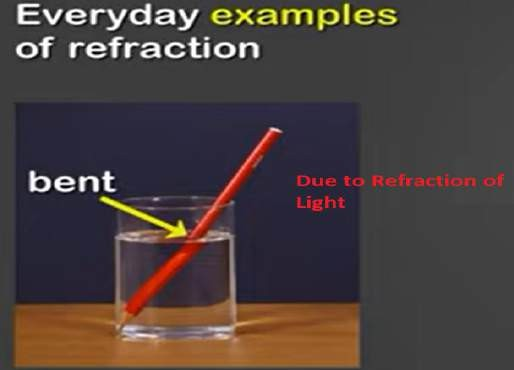 Everyday examples
of refraction
bent
Due to Refraction of
Light